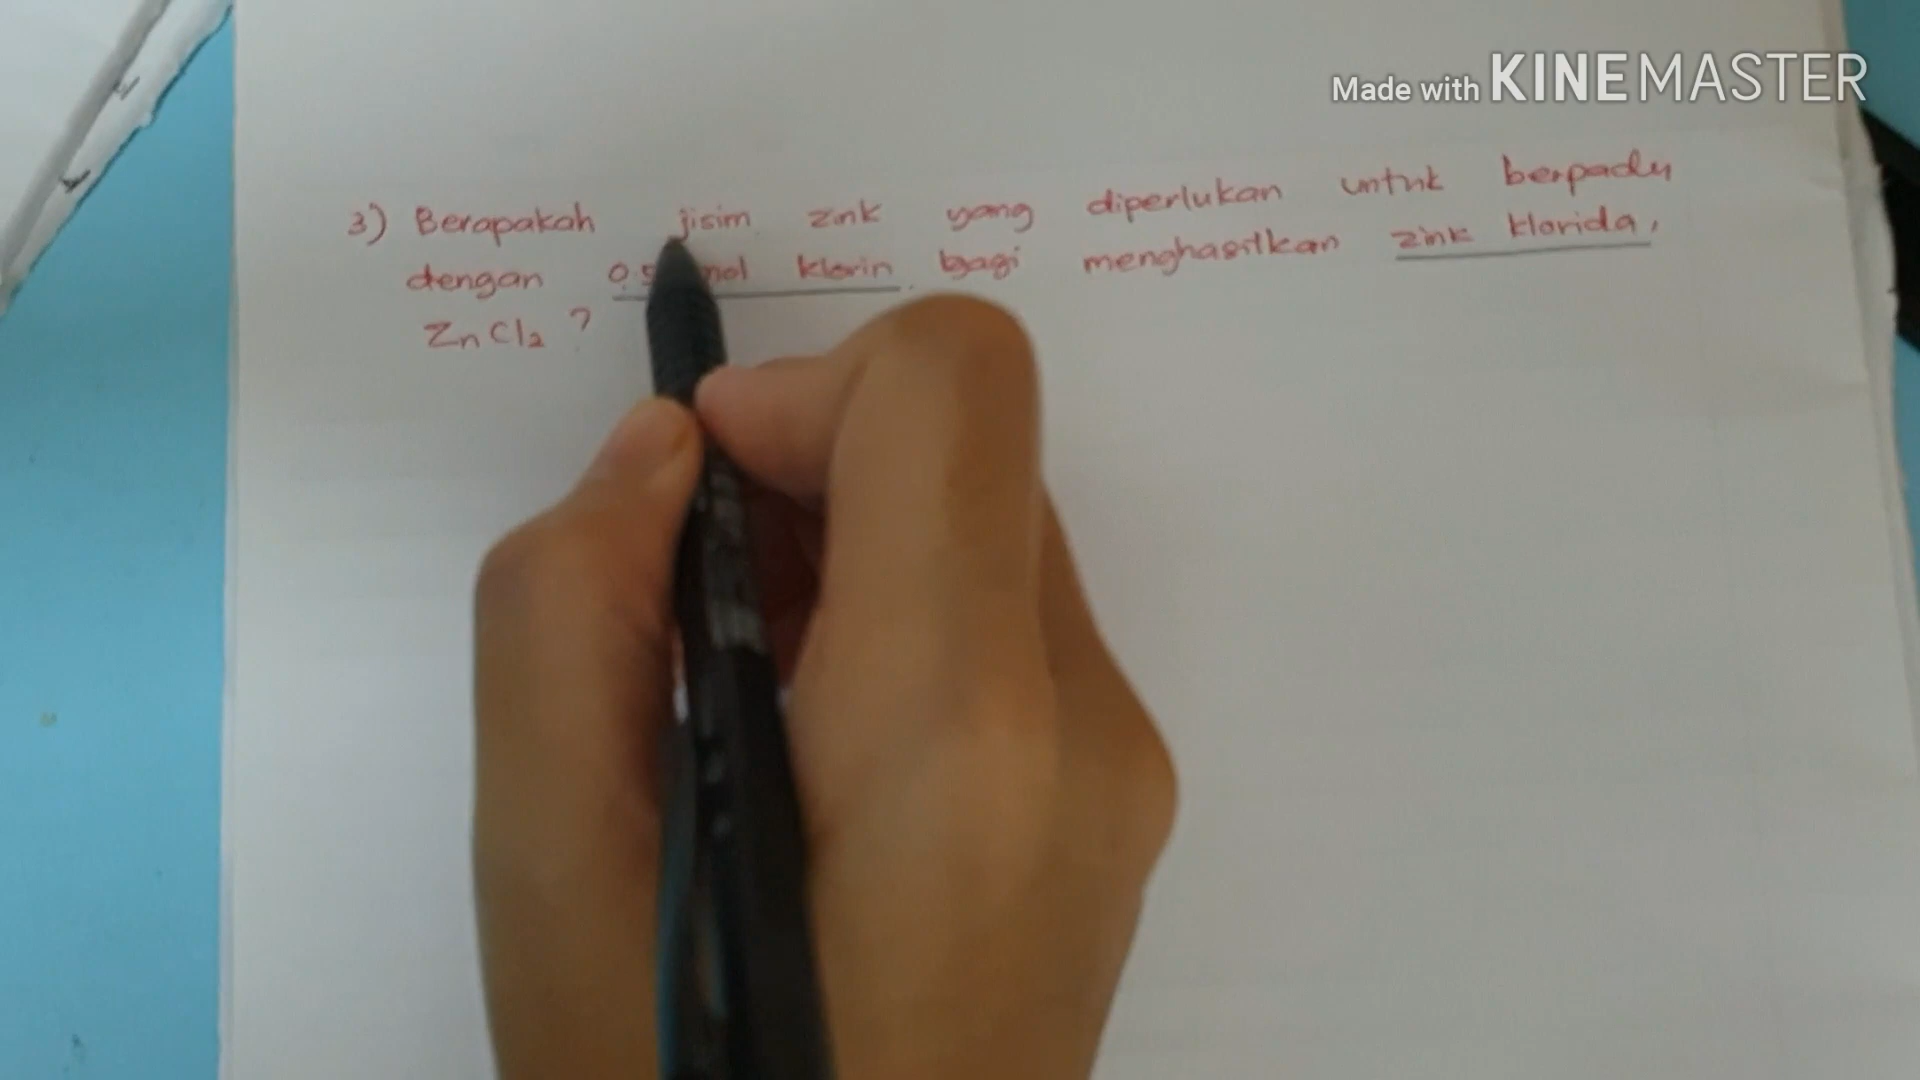 Made with KINEMASTER
3) Berapakah jisim zink yang diperlukan untuk berpadu
dengan mol klorin bagi menghasilkan zink klorida,
ZnCl2 ?